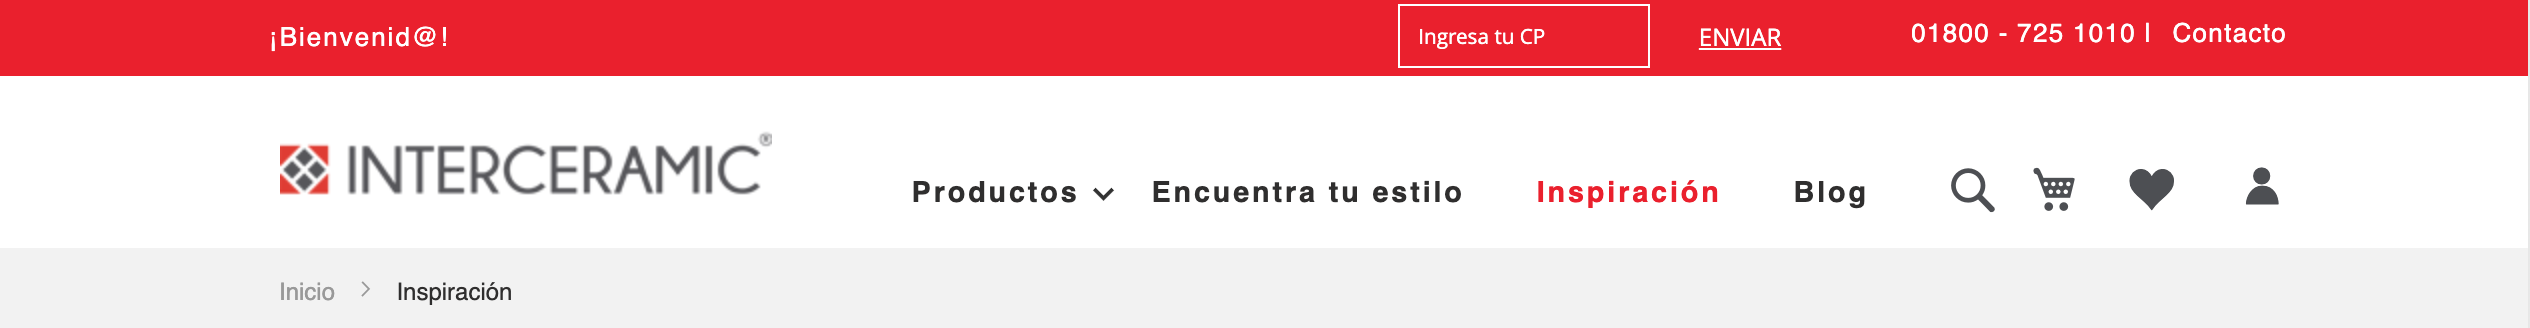 ¡Bienvenid@!
Ingresa tu CP
ENVIAR
01800 - 725 1010 | Contacto
INTERCERAMIC®
Productos
Encuentra tu estilo
Inspiración
Blog
Inicio > Inspiración